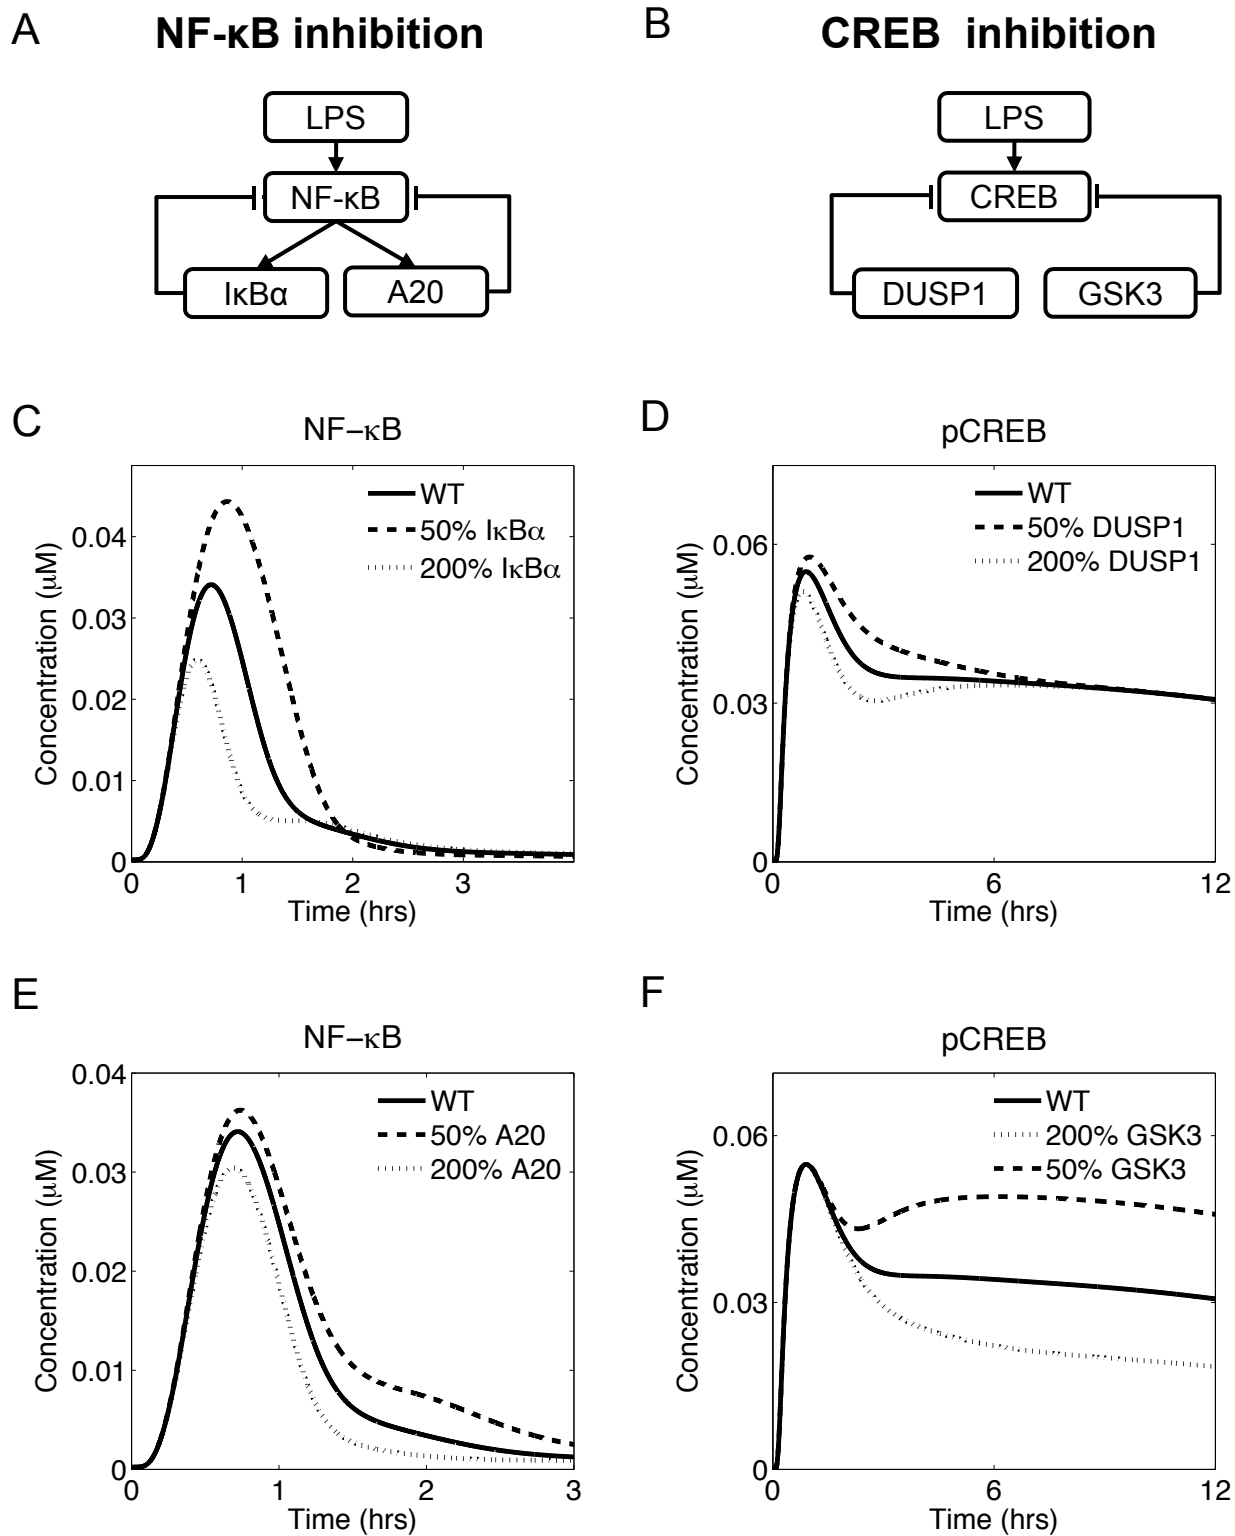 A
NF-κB inhibition
LPS
NF-κB
IκBα
A20
B
CREB inhibition
LPS
CREB
DUSP1
GSK3
C
NF−κB
Concentration (μM)
0.04
0.03
0.02
0.01
0
WT
50% IκBα
200% IκBα
0 1 2 3
Time (hrs)
D
pCREB
Concentration (μM)
0.06
0.03
0
WT
50% DUSP1
200% DUSP1
0 6 12
Time (hrs)
E
NF−κB
Concentration (μM)
0.04
0.03
0.02
0.01
0
WT
50% A20
200% A20
0 1 2 3
Time (hrs)
F
pCREB
Concentration (μM)
0.06
0.03
0
WT
200% GSK3
50% GSK3
0 6 12
Time (hrs)